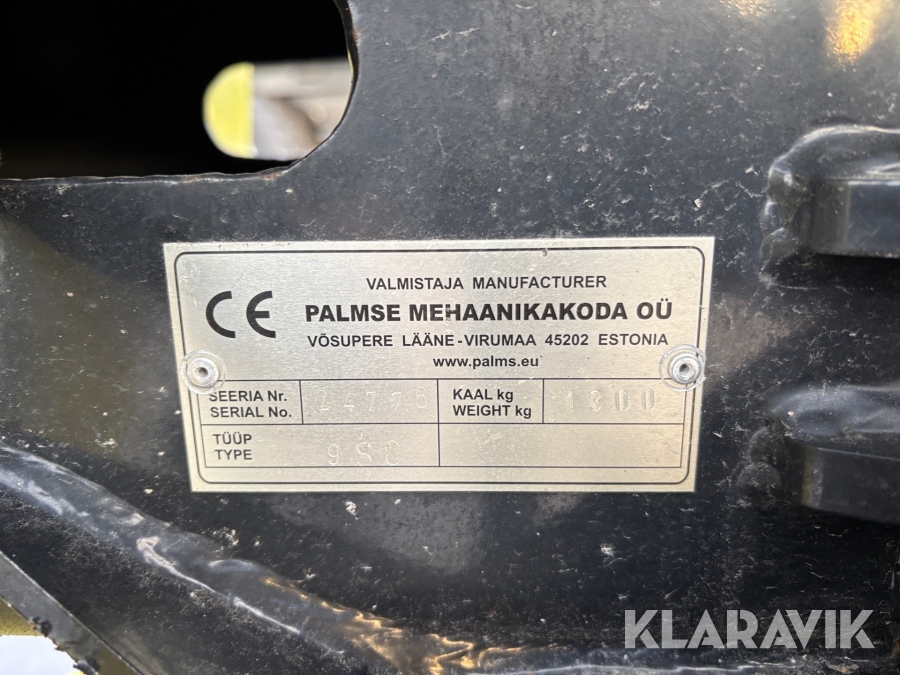 VALMISTAJA MANUFACTURER
CE PALMSE MEHAANIKAKODA OÜ
VÕSUPERE LÄÄNE-VIRUMAA 45202 ESTONIA
www.palms.eu
SEERIA Nr.
SERIAL No.
KAAL kg
WEIGHT kg
1300
TÜÜP
TYPE
KLARAVIK